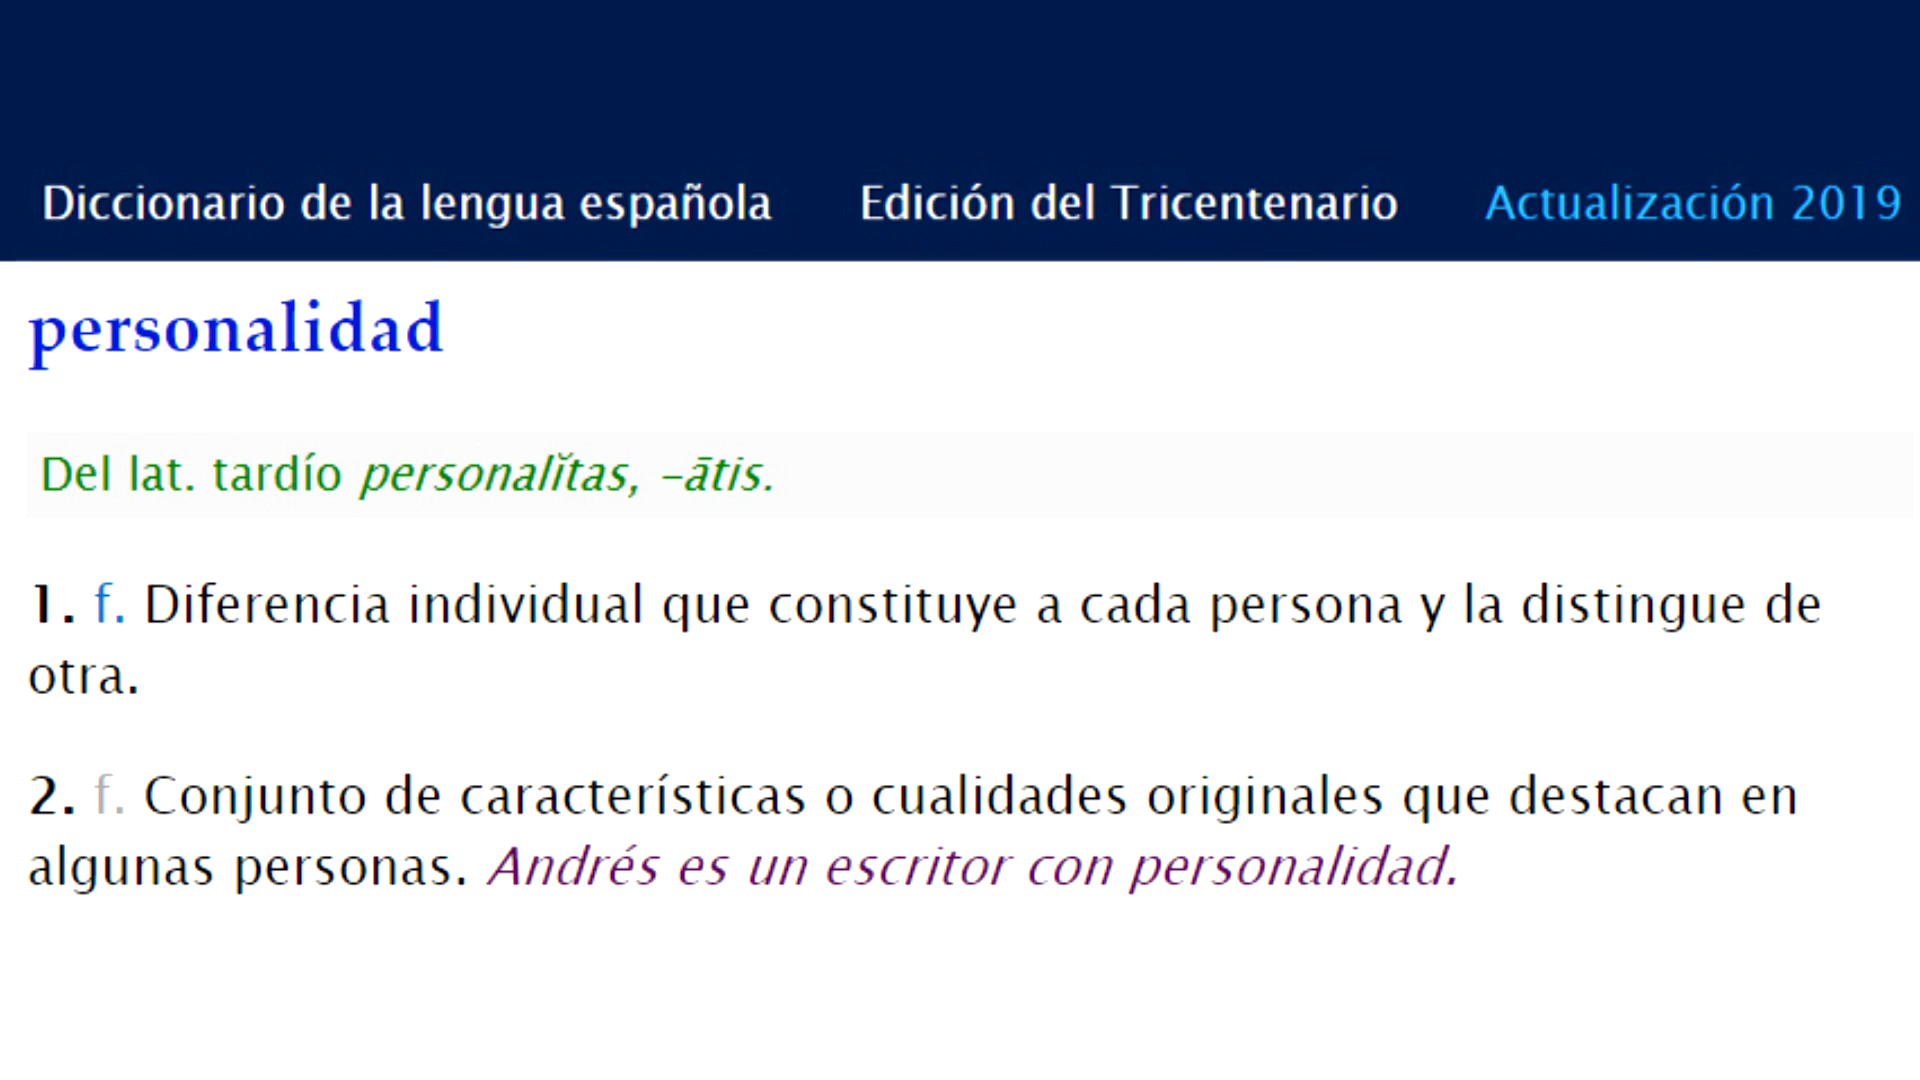 Diccionario de la lengua española Edición del Tricentenario Actualización 2019
personalidad
Del lat. tardío personalĭtas, -ātis.
1. f. Diferencia individual que constituye a cada persona y la distingue de
otra.
2. f. Conjunto de características o cualidades originales que destacan en
algunas personas. Andrés es un escritor con personalidad.